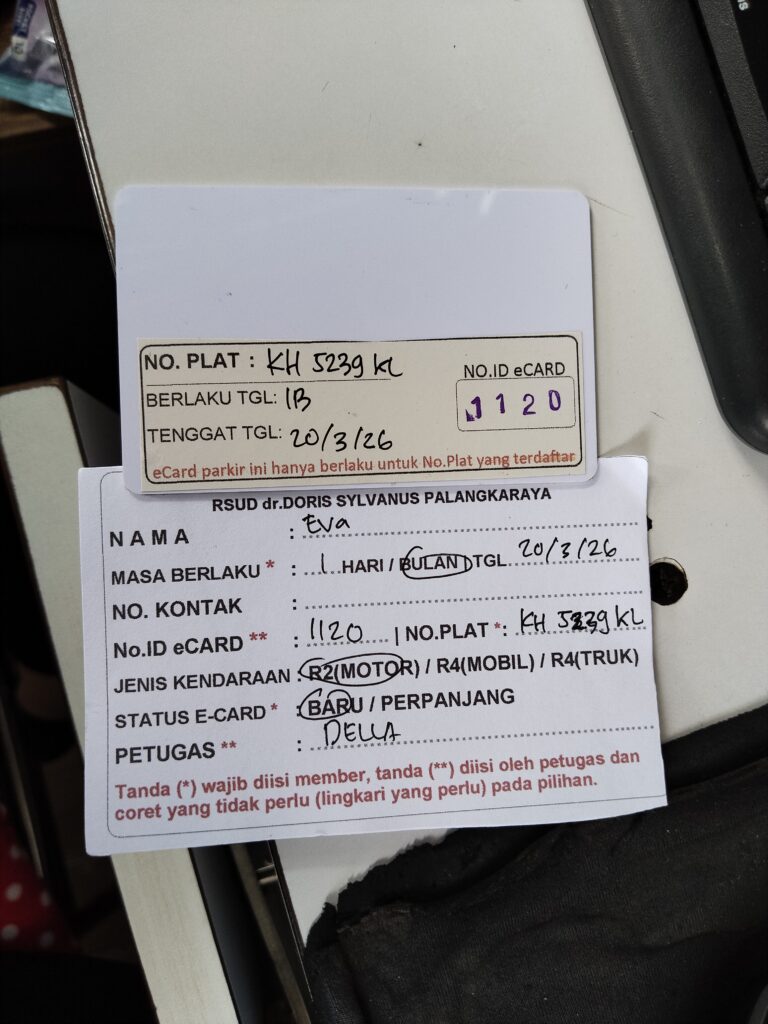 NO. PLAT : KH 5239 KL
NO.ID eCARD
BERLAKU TGL: 1B
1120
TENGGAT TGL: 20/3/26
eCard parkir ini hanya berlaku untuk No.Plat yang terdaftar
RSUD dr.DORIS SYLVANUS PALANGKARAYA
NAMA : Eva
MASA BERLAKU * : 1 HARI / BULAN TGL 20/3/26
NO. KONTAK :
No.ID eCARD ** : 1120 | NO.PLAT *: KH 5239 KL
JENIS KENDARAAN : R2(MOTOR) / R4(MOBIL) / R4(TRUK)
STATUS E-CARD * : BARU / PERPANJANG
PETUGAS ** : DELLA
Tanda (*) wajib diisi member, tanda (**) diisi oleh petugas dan
coret yang tidak perlu (lingkari yang perlu) pada pilihan.